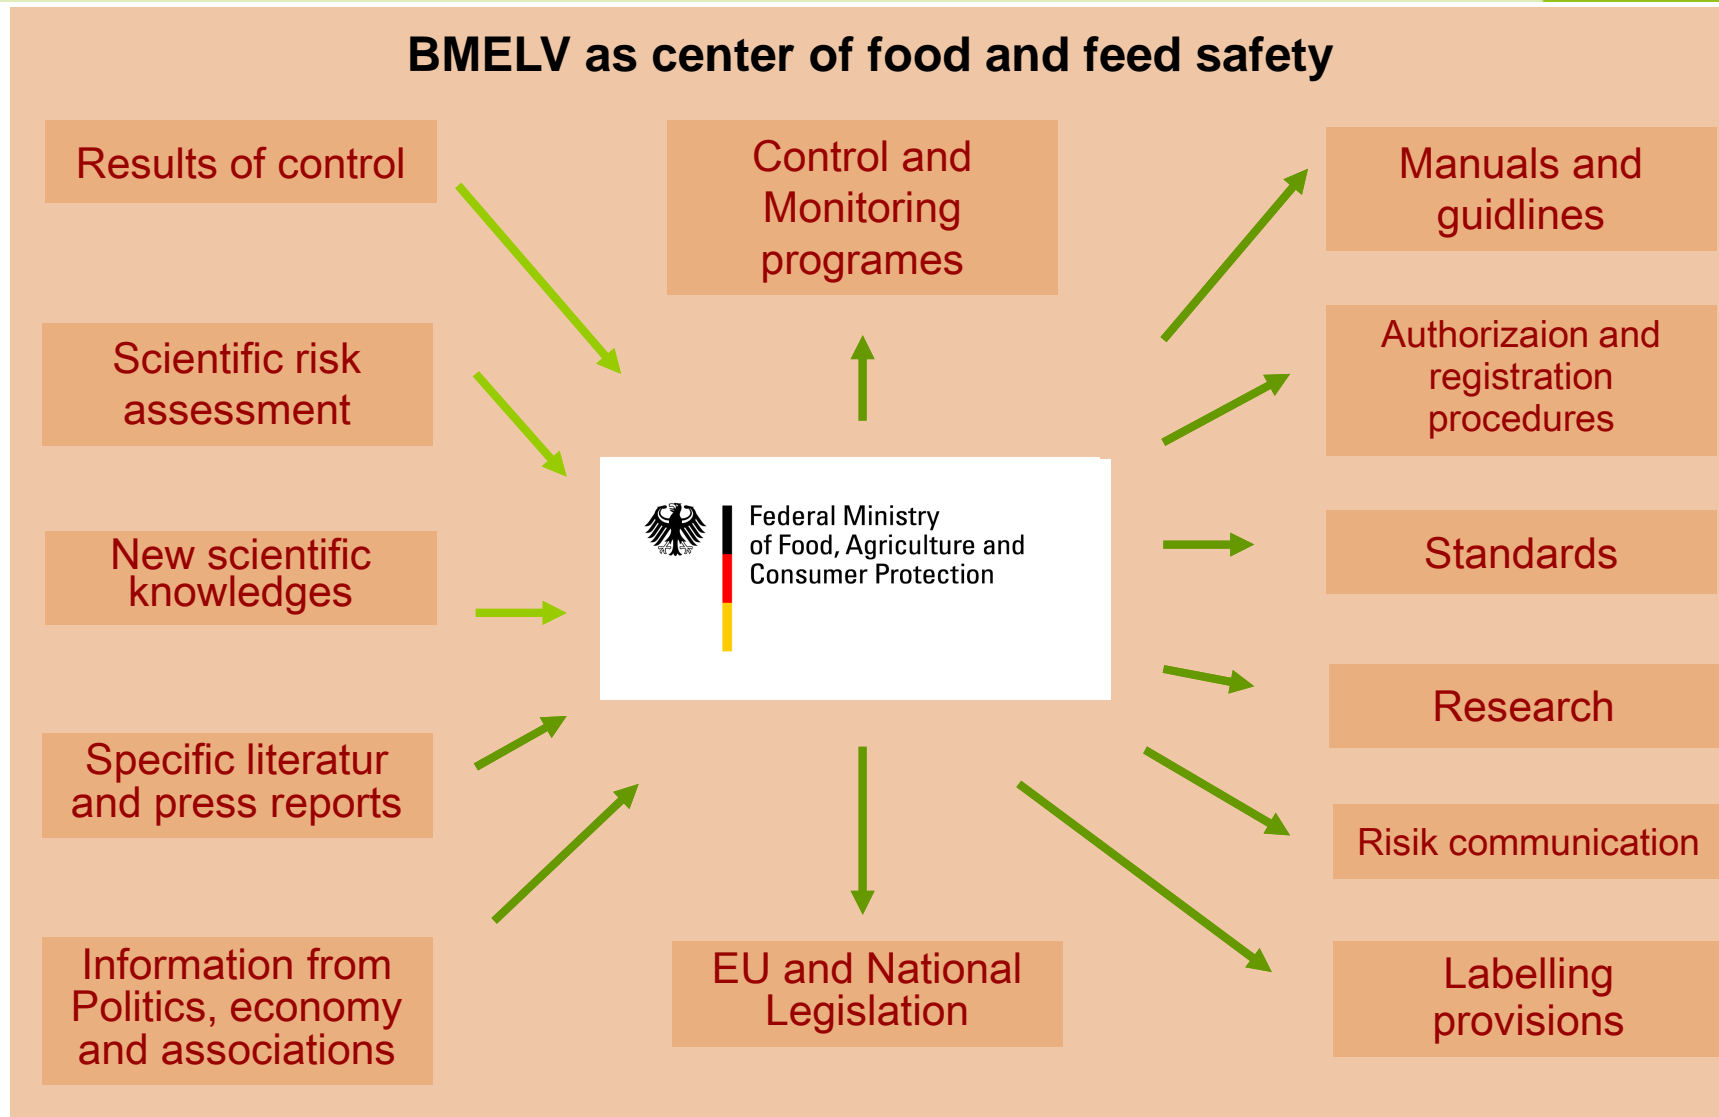 BMELV as center of food and feed safety
Results of control
Scientific risk
assessment
New scientific
knowledges
Specific literatur
and press reports
Information from
Politics, economy
and associations
Control and
Monitoring
programes
Federal Ministry
of Food, Agriculture and
Consumer Protection
EU and National
Legislation
Manuals and
guidlines
Authorizaion and
registration
procedures
Standards
Research
Risik communication
Labelling
provisions